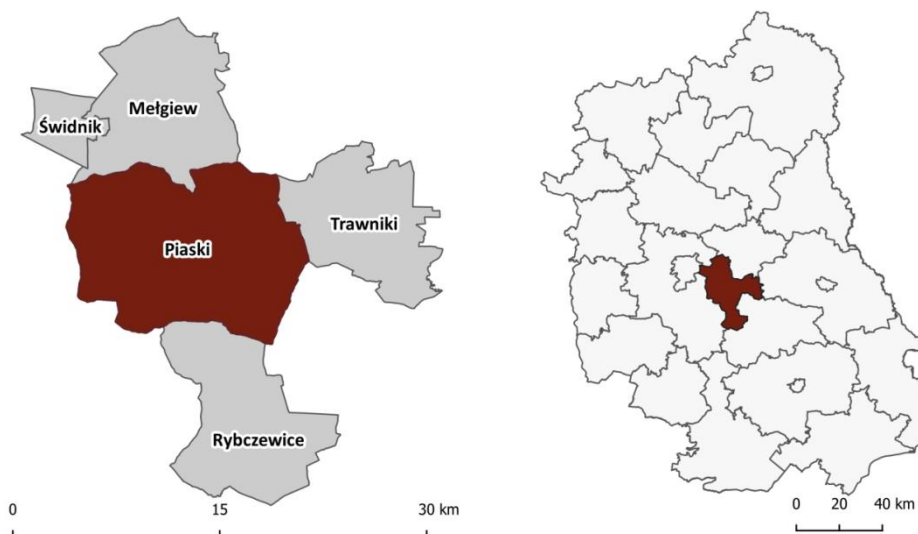 Mełgiew
Świdnik
Trawniki
Piaski
Rybczewice
0 15 30 km
0 20 40 km